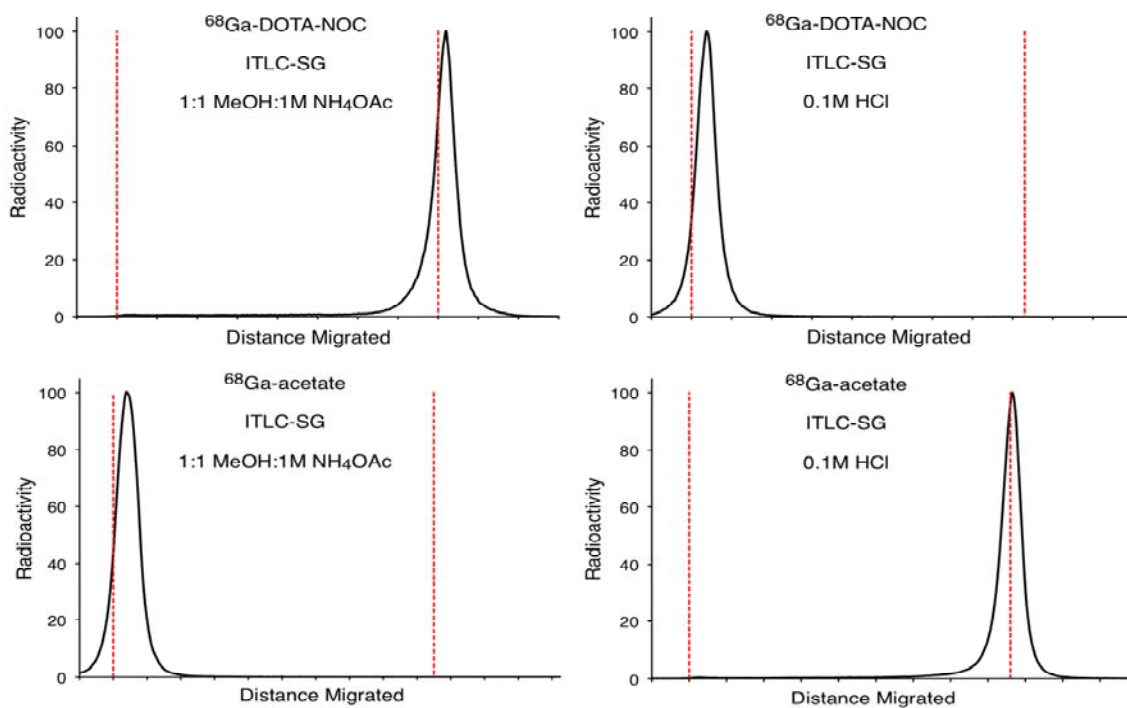 ⁶⁸Ga-DOTA-NOC
ITLC-SG
1:1 MeOH:1M NH₄OAc
Radioactivity
100
80
60
40
20
0
Distance Migrated
⁶⁸Ga-DOTA-NOC
ITLC-SG
0.1M HCl
Radioactivity
100
80
60
40
20
0
Distance Migrated
⁶⁸Ga-acetate
ITLC-SG
1:1 MeOH:1M NH₄OAc
Radioactivity
100
80
60
40
20
0
Distance Migrated
⁶⁸Ga-acetate
ITLC-SG
0.1M HCl
Radioactivity
100
80
60
40
20
0
Distance Migrated